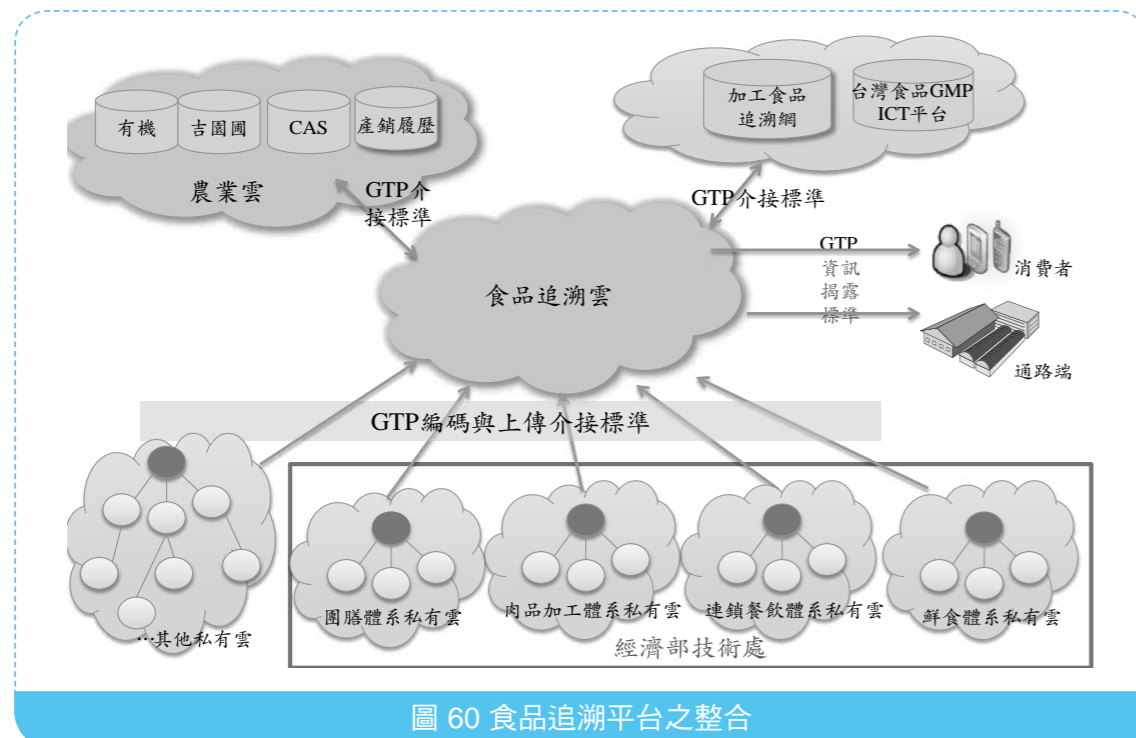 有機
吉園圃
CAS
產銷履歷
農業雲
加工食品
追溯網
台灣食品GMP
ICT平台
GTP介
接標準
GTP介接標準
食品追溯雲
GTP
資訊
揭露
標準
消費者
通路端
GTP編碼與上傳介接標準
…其他私有雲
團膳體系私有雲
肉品加工體系私有雲
連鎖餐飲體系私有雲
鮮食體系私有雲
經濟部技術處
圖 60 食品追溯平台之整合